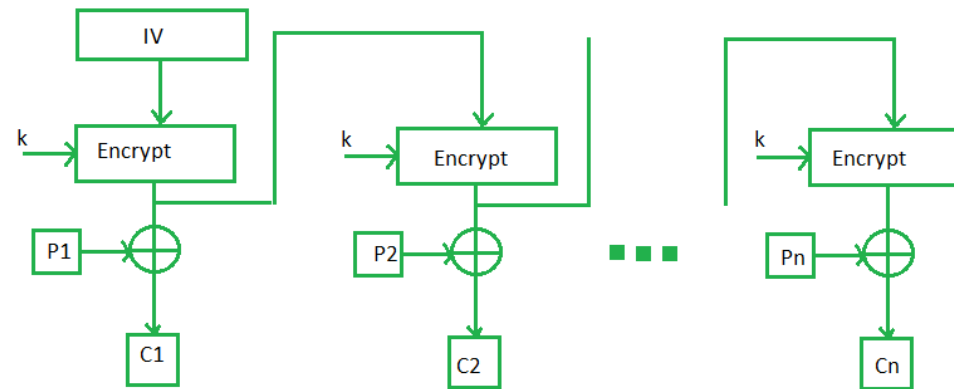 IV
k
Encrypt
k
Encrypt
k
Encrypt
P1
P2
Pn
C1
C2
Cn